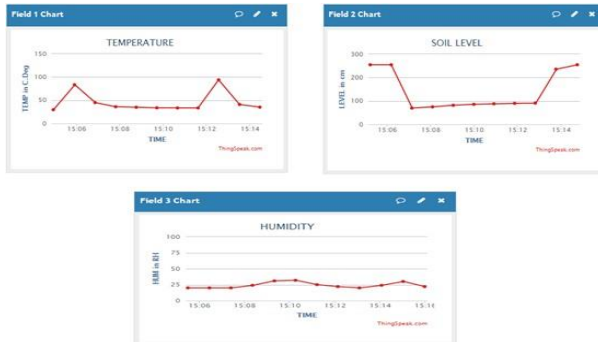 Field 1 Chart
TEMPERATURE
TEMP in C.Deg
150
100
50
0
15:06 15:08 15:10 15:12 15:14
TIME
ThingSpeak.com
Field 2 Chart
SOIL LEVEL
LEVEL in cm
300
200
100
0
15:06 15:08 15:10 15:12 15:14
TIME
ThingSpeak.com
Field 3 Chart
HUMIDITY
HUM in RH
100
75
50
25
0
15:06 15:08 15:10 15:12 15:14
TIME
ThingSpeak.com